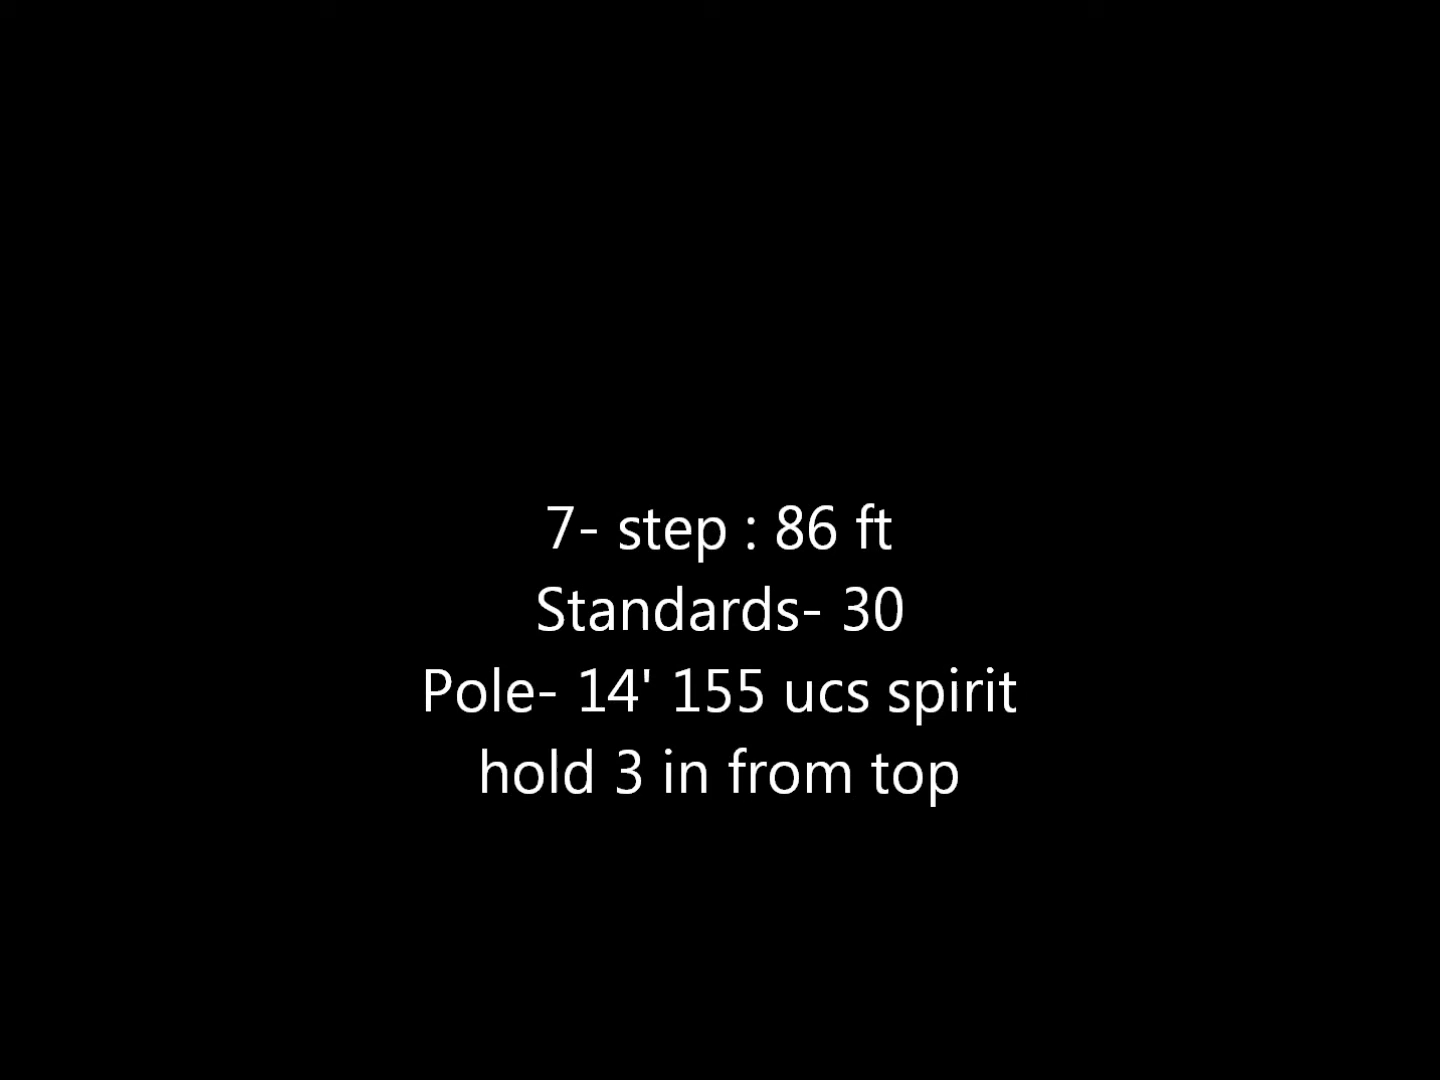 7- step : 86 ft
Standards- 30
Pole- 14' 155 ucs spirit
hold 3 in from top